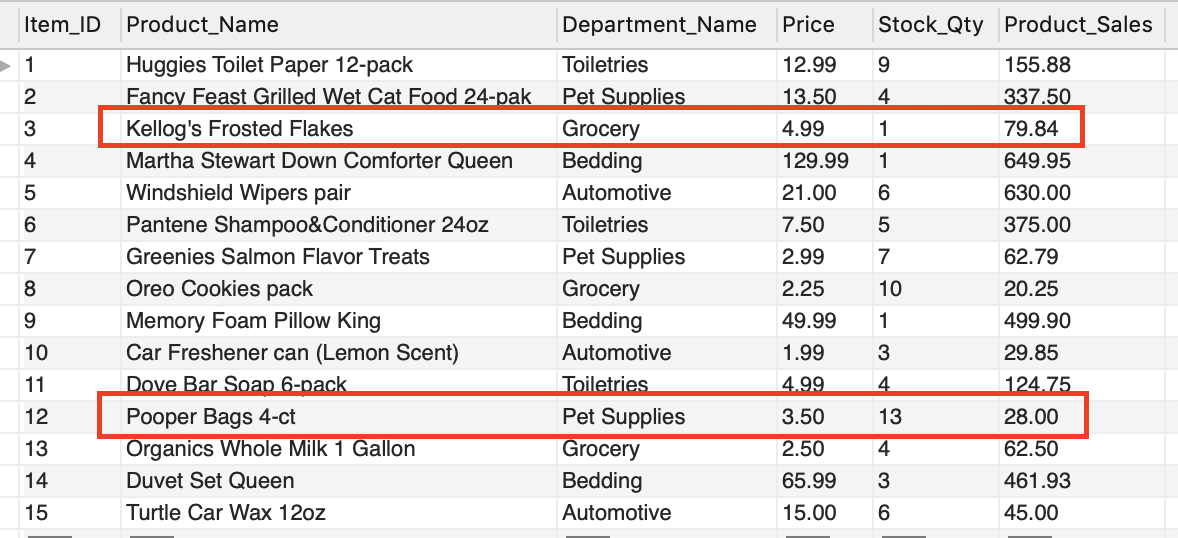 Item_ID Product_Name Department_Name Price Stock_Qty Product_Sales
1 Huggies Toilet Paper 12-pack Toiletries 12.99 9 155.88
2 Fancy Feast Grilled Wet Cat Food 24-pak Pet Supplies 13.50 4 337.50
3 Kellog's Frosted Flakes Grocery 4.99 1 79.84
4 Martha Stewart Down Comforter Queen Bedding 129.99 1 649.95
5 Windshield Wipers pair Automotive 21.00 6 630.00
6 Pantene Shampoo&Conditioner 24oz Toiletries 7.50 5 375.00
7 Greenies Salmon Flavor Treats Pet Supplies 2.99 7 62.79
8 Oreo Cookies pack Grocery 2.25 10 20.25
9 Memory Foam Pillow King Bedding 49.99 1 499.90
10 Car Freshener can (Lemon Scent) Automotive 1.99 3 29.85
11 Dove Bar Soap 6-pack Toiletries 4.99 4 124.75
12 Pooper Bags 4-ct Pet Supplies 3.50 13 28.00
13 Organics Whole Milk 1 Gallon Grocery 2.50 4 62.50
14 Duvet Set Queen Bedding 65.99 3 461.93
15 Turtle Car Wax 12oz Automotive 15.00 6 45.00